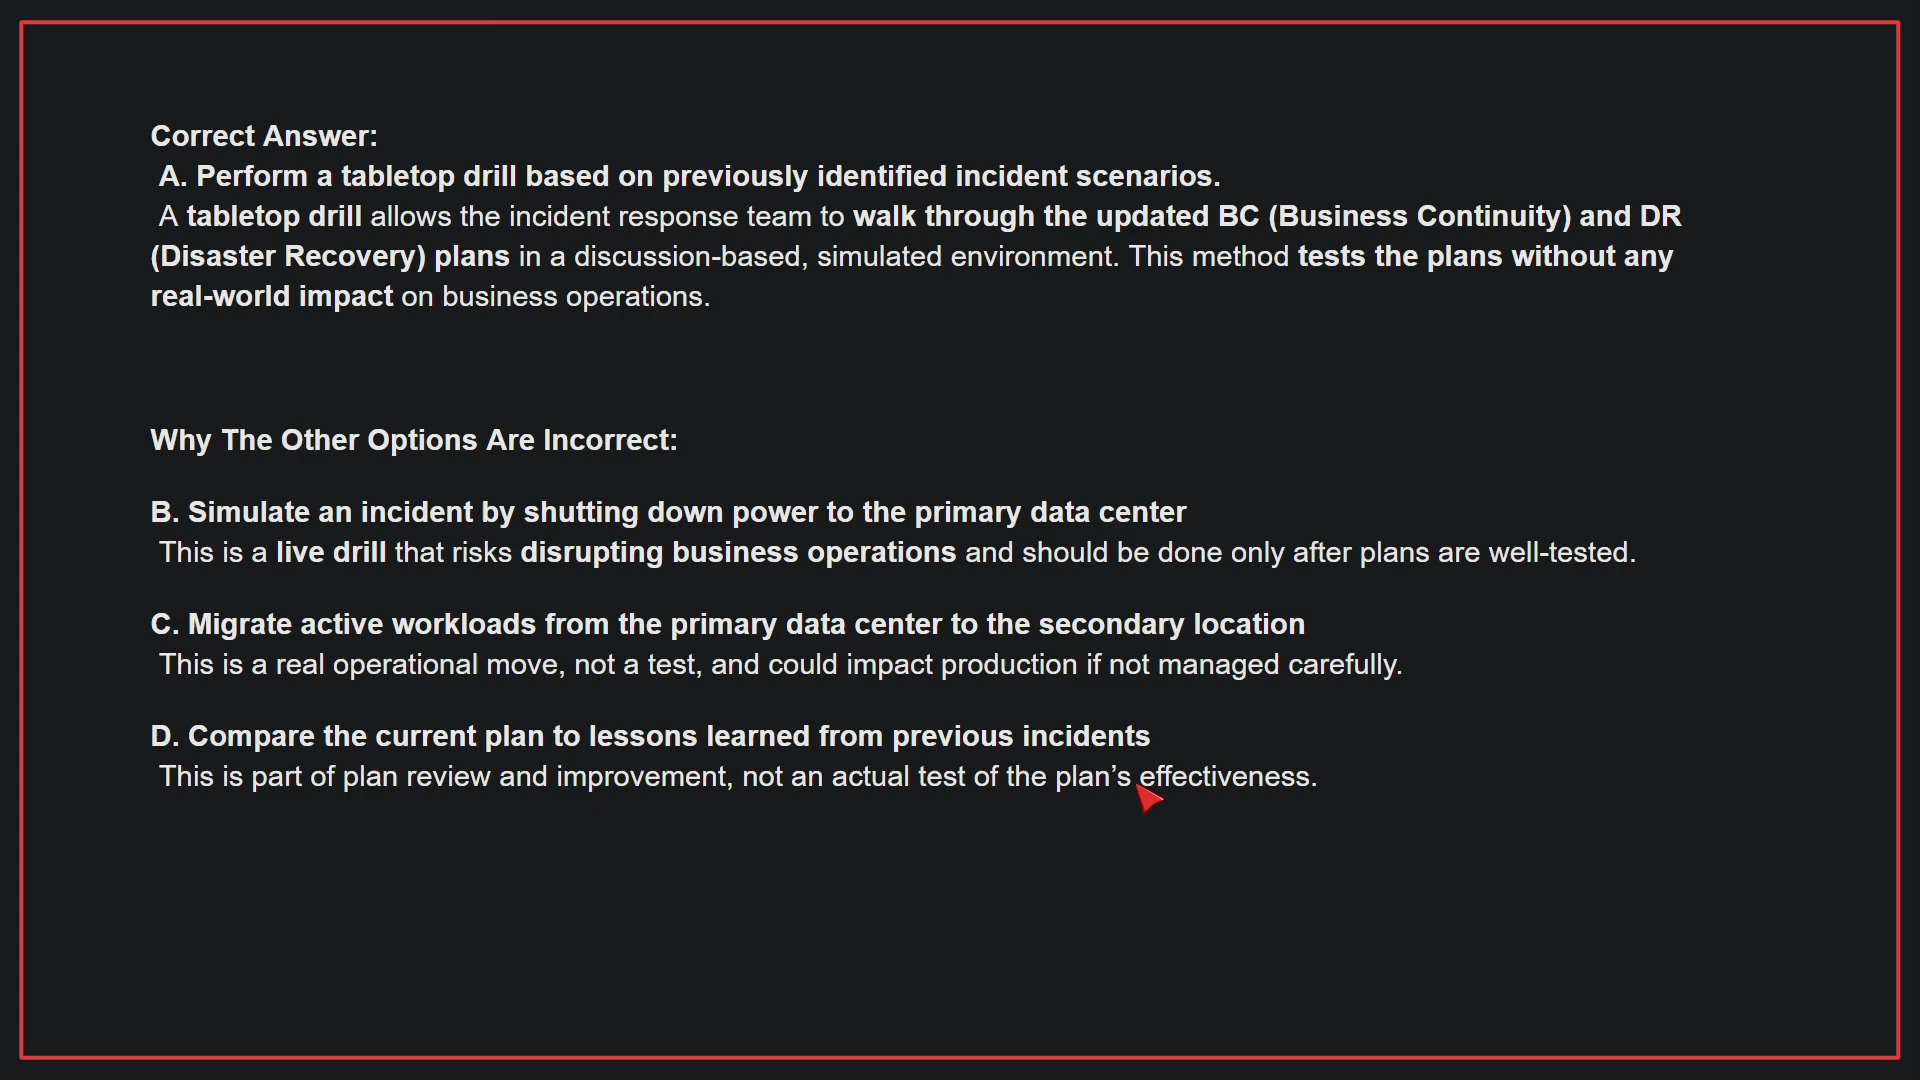 Correct Answer:
A. Perform a tabletop drill based on previously identified incident scenarios.
A tabletop drill allows the incident response team to walk through the updated BC (Business Continuity) and DR
(Disaster Recovery) plans in a discussion-based, simulated environment. This method tests the plans without any
real-world impact on business operations.
Why The Other Options Are Incorrect:
B. Simulate an incident by shutting down power to the primary data center
This is a live drill that risks disrupting business operations and should be done only after plans are well-tested.
C. Migrate active workloads from the primary data center to the secondary location
This is a real operational move, not a test, and could impact production if not managed carefully.
D. Compare the current plan to lessons learned from previous incidents
This is part of plan review and improvement, not an actual test of the plan’s effectiveness.